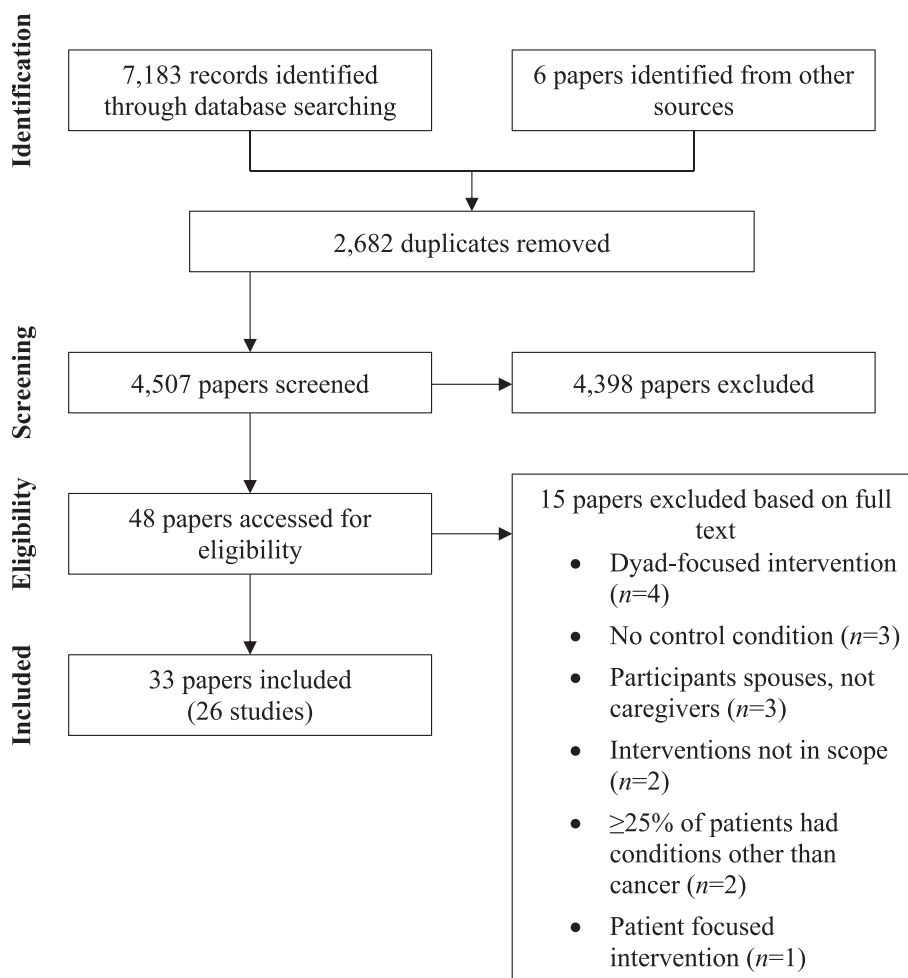 Identification
7,183 records identified
through database searching
6 papers identified from other
sources
2,682 duplicates removed
Screening
4,507 papers screened
4,398 papers excluded
Eligibility
48 papers accessed for
eligibility
15 papers excluded based on full
text
• Dyad-focused intervention
(n=4)
• No control condition (n=3)
• Participants spouses, not
caregivers (n=3)
• Interventions not in scope
(n=2)
• ≥25% of patients had
conditions other than
cancer (n=2)
• Patient focused
intervention (n=1)
Included
33 papers included
(26 studies)